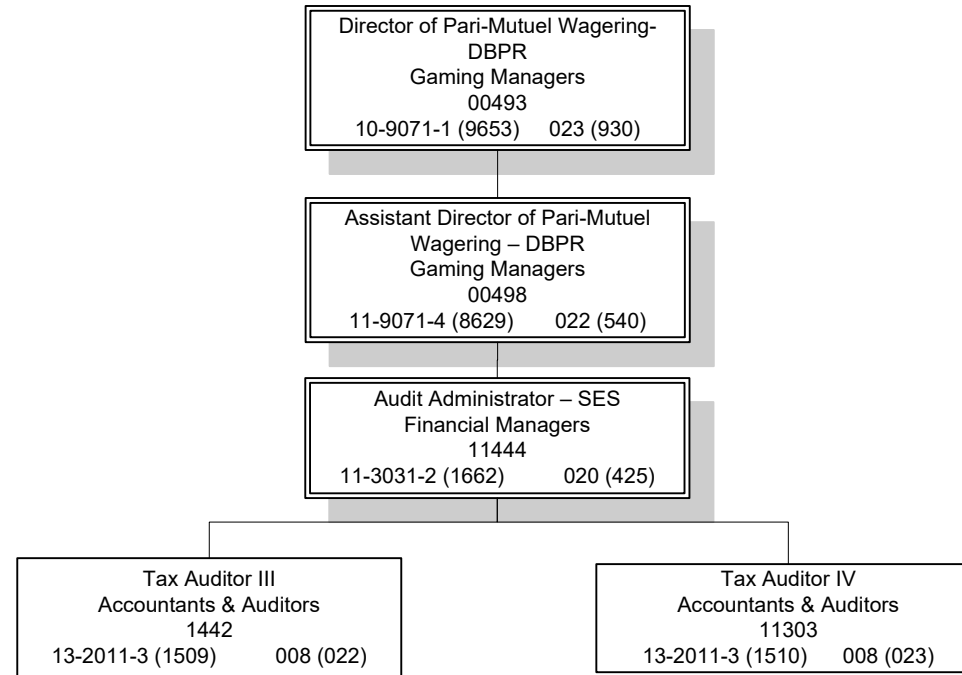 Director of Pari-Mutuel Wagering-
DBPR
Gaming Managers
00493
10-9071-1 (9653) 023 (930)
Assistant Director of Pari-Mutuel
Wagering – DBPR
Gaming Managers
00498
11-9071-4 (8629) 022 (540)
Audit Administrator – SES
Financial Managers
11444
11-3031-2 (1662) 020 (425)
Tax Auditor III
Accountants & Auditors
1442
13-2011-3 (1509) 008 (022)
Tax Auditor IV
Accountants & Auditors
11303
13-2011-3 (1510) 008 (023)